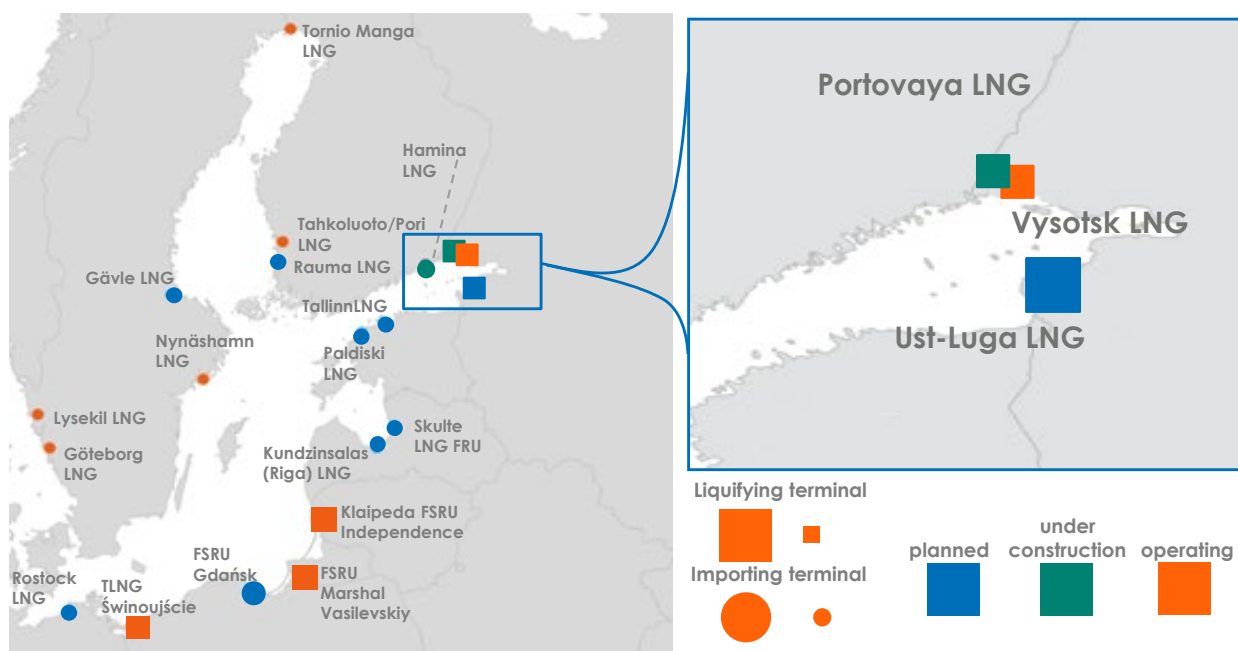 Tornio Manga
LNG
Hamina
LNG
Tahkoluoto/Pori
LNG
Rauma LNG
Gävle LNG
TallinnLNG
Nynäshamn
LNG
Paldiski
LNG
Lysekil LNG
Skulte
LNG FRU
Göteborg
LNG
Kundzinsalas
(Riga) LNG
Klaipeda FSRU
Independence
FSRU
Gdańsk
FSRU
Marshal
Vasilevskiy
Rostock
LNG
TLNG
Świnoujście
Portovaya LNG
Vysotsk LNG
Ust-Luga LNG
Liquifying terminal
Importing terminal
planned
under
construction
operating